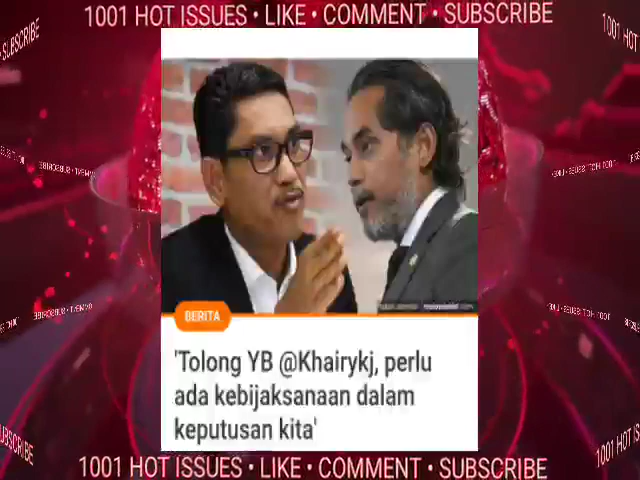 1001 HOT ISSUES • LIKE • COMMENT • SUBSCRIBE
BERITA
'Tolong YB @Khairykj, perlu
ada kebijaksanaan dalam
keputusan kita'
1001 HOT ISSUES • LIKE • COMMENT • SUBSCRIBE